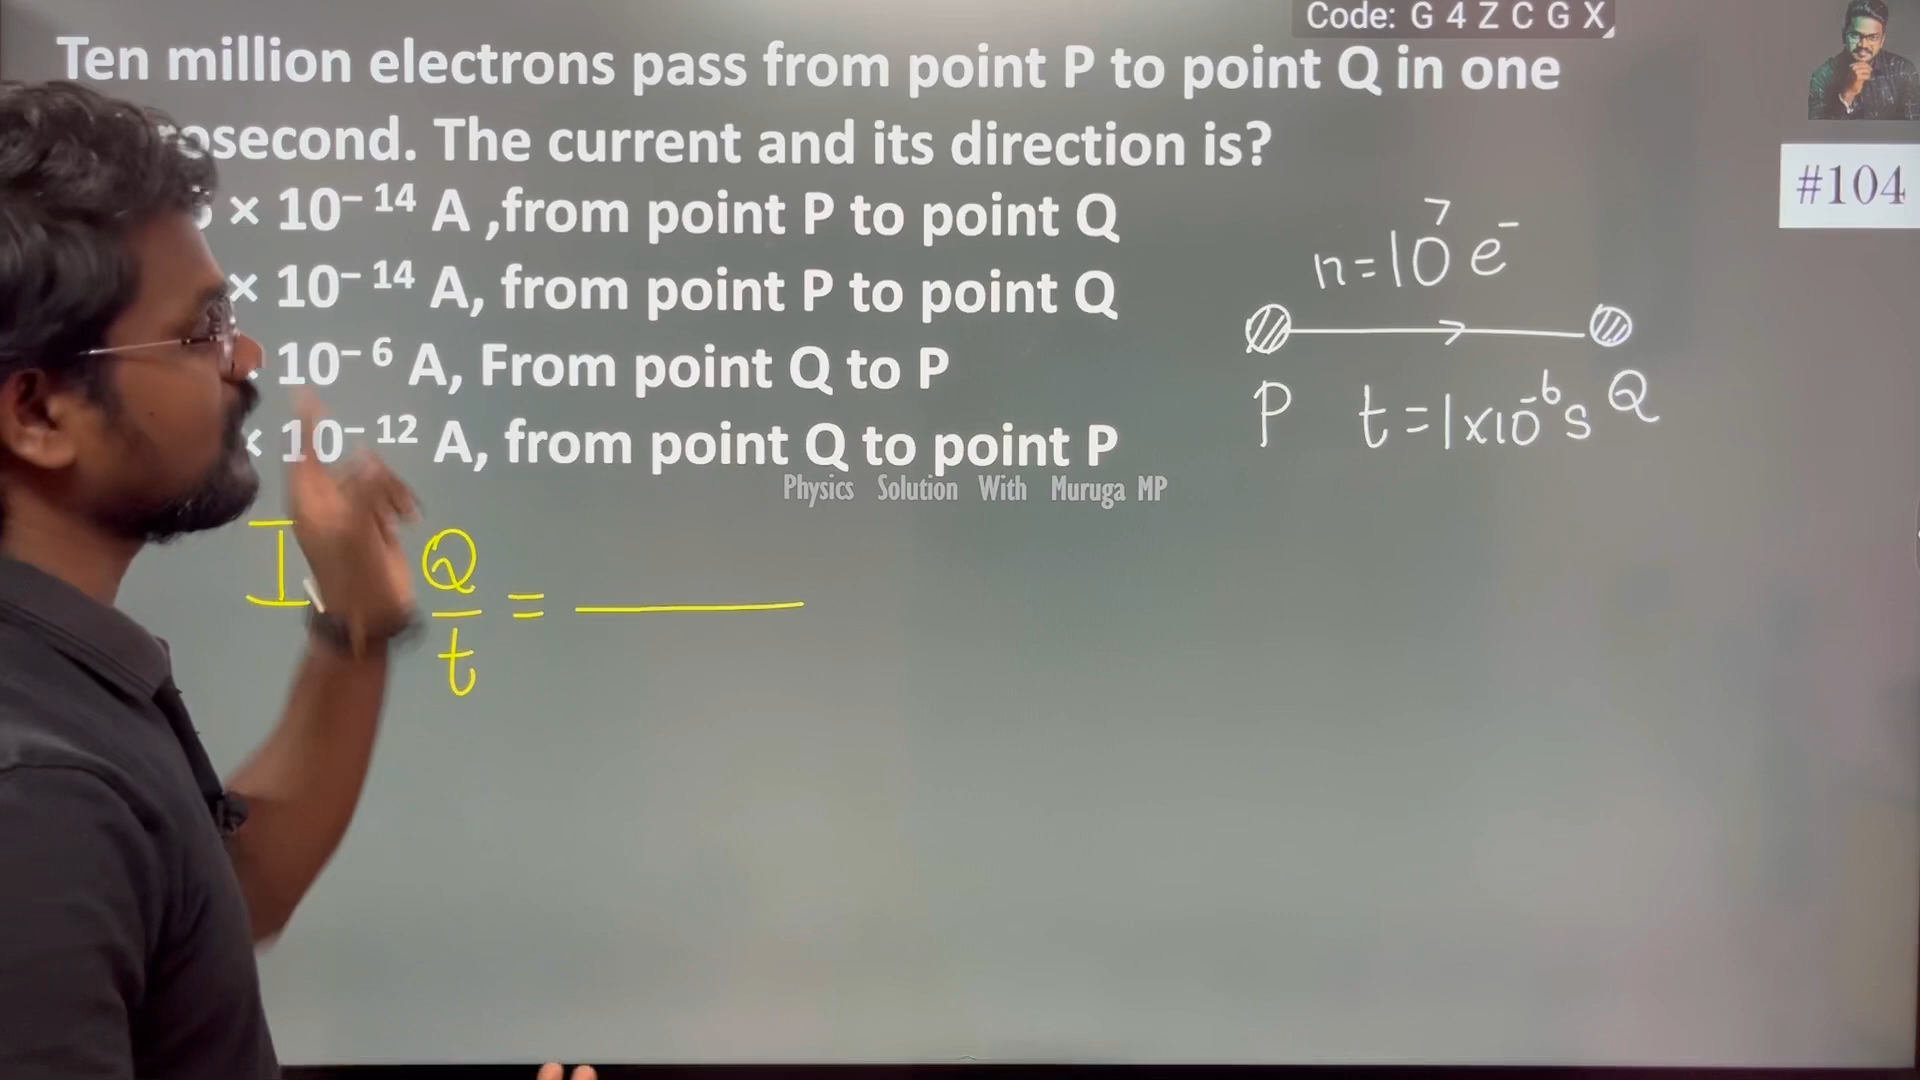 Code: G 4 Z C G X
Ten million electrons pass from point P to point Q in one
The current and its direction is?
#104
× 10⁻ ¹⁴ A ,from point P to point Q
× 10⁻ ¹⁴ A, from point P to point Q
10⁻ ⁶ A, From point Q to P
× 10⁻ ¹² A, from point Q to point P
Physics Solution With Muruga MP
n=10⁷ e⁻
P t=1×10⁻⁶s Q
I Q/t =